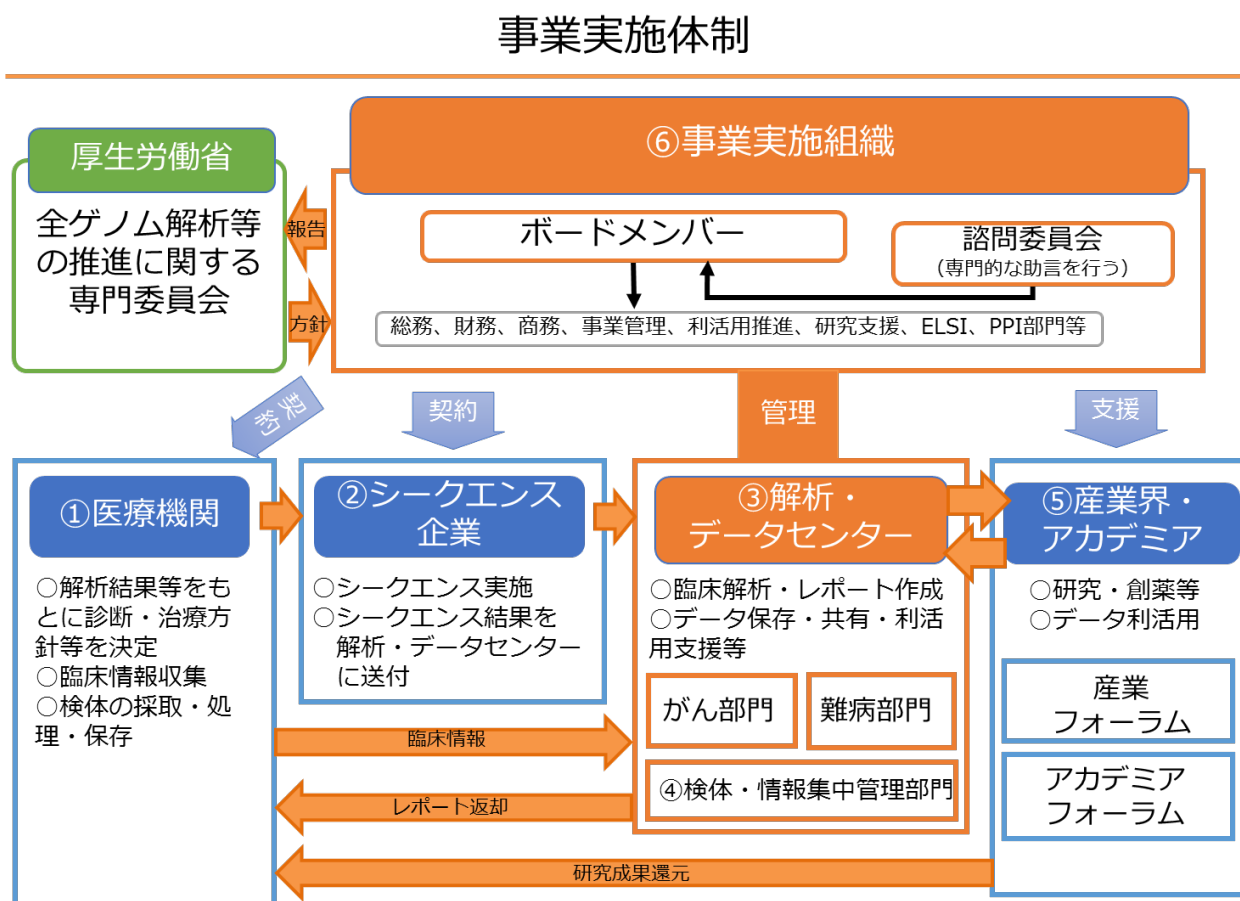 事業実施体制
厚生労働省
全ゲノム解析等
の推進に関する
専門委員会
報告
方針
⑥事業実施組織
ボードメンバー
諮問委員会
(専門的な助言を行う)
総務、財務、商務、事業管理、利活用推進、研究支援、ELSI、PPI部門等
契約
契約
管理
支援
①医療機関
○解析結果等をも
とに診断・治療方
針等を決定
○臨床情報収集
○検体の採取・処
理・保存
②シークエンス
企業
○シークエンス実施
○シークエンス結果を
解析・データセンター
に送付
③解析・
データセンター
○臨床解析・レポート作成
○データ保存・共有・利活
用支援等
がん部門
難病部門
④検体・情報集中管理部門
⑤産業界・
アカデミア
○研究・創薬等
○データ利活用
産業
フォーラム
アカデミア
フォーラム
臨床情報
レポート返却
研究成果還元